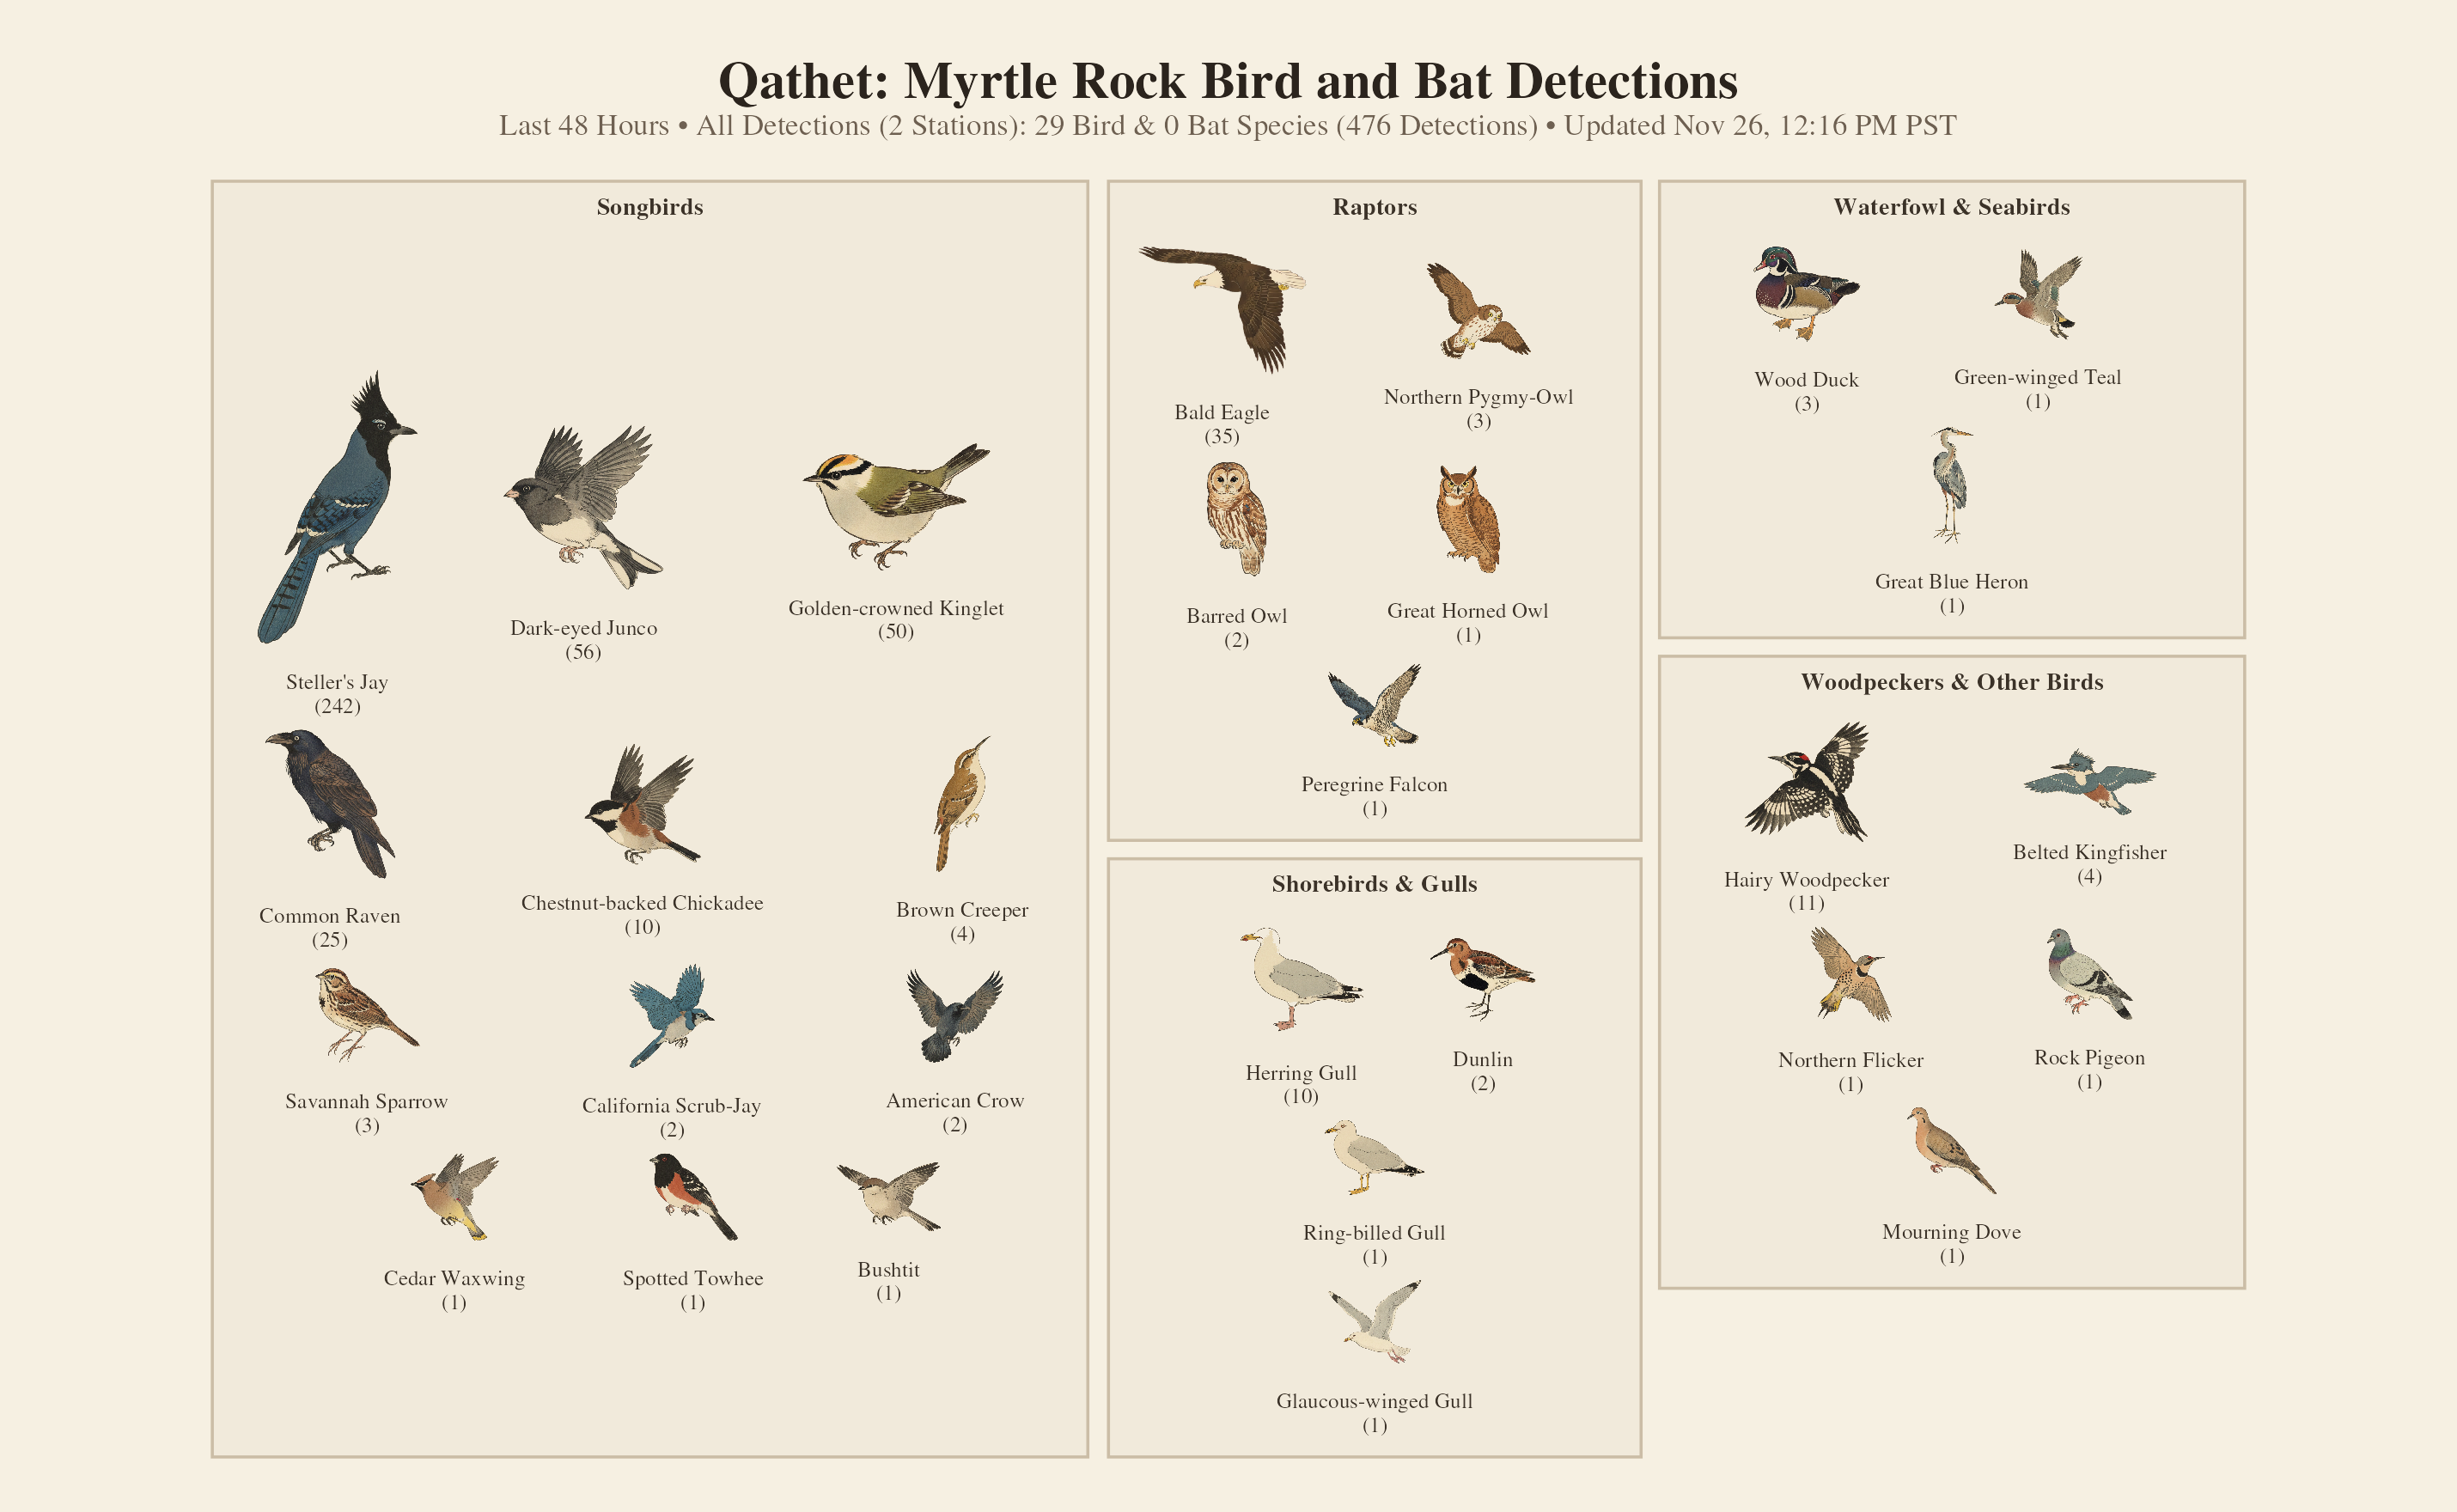 Qathet: Myrtle Rock Bird and Bat Detections
Last 48 Hours • All Detections (2 Stations): 29 Bird & 0 Bat Species (476 Detections) • Updated Nov 26, 12:16 PM PST
Songbirds
Steller's Jay
(242)
Dark-eyed Junco
(56)
Golden-crowned Kinglet
(50)
Common Raven
(25)
Chestnut-backed Chickadee
(10)
Brown Creeper
(4)
Savannah Sparrow
(3)
California Scrub-Jay
(2)
American Crow
(2)
Cedar Waxwing
(1)
Spotted Towhee
(1)
Bushtit
(1)
Raptors
Bald Eagle
(35)
Northern Pygmy-Owl
(3)
Barred Owl
(2)
Great Horned Owl
(1)
Peregrine Falcon
(1)
Shorebirds & Gulls
Herring Gull
(10)
Dunlin
(2)
Ring-billed Gull
(1)
Glaucous-winged Gull
(1)
Waterfowl & Seabirds
Wood Duck
(3)
Green-winged Teal
(1)
Great Blue Heron
(1)
Woodpeckers & Other Birds
Hairy Woodpecker
(11)
Belted Kingfisher
(4)
Northern Flicker
(1)
Rock Pigeon
(1)
Mourning Dove
(1)